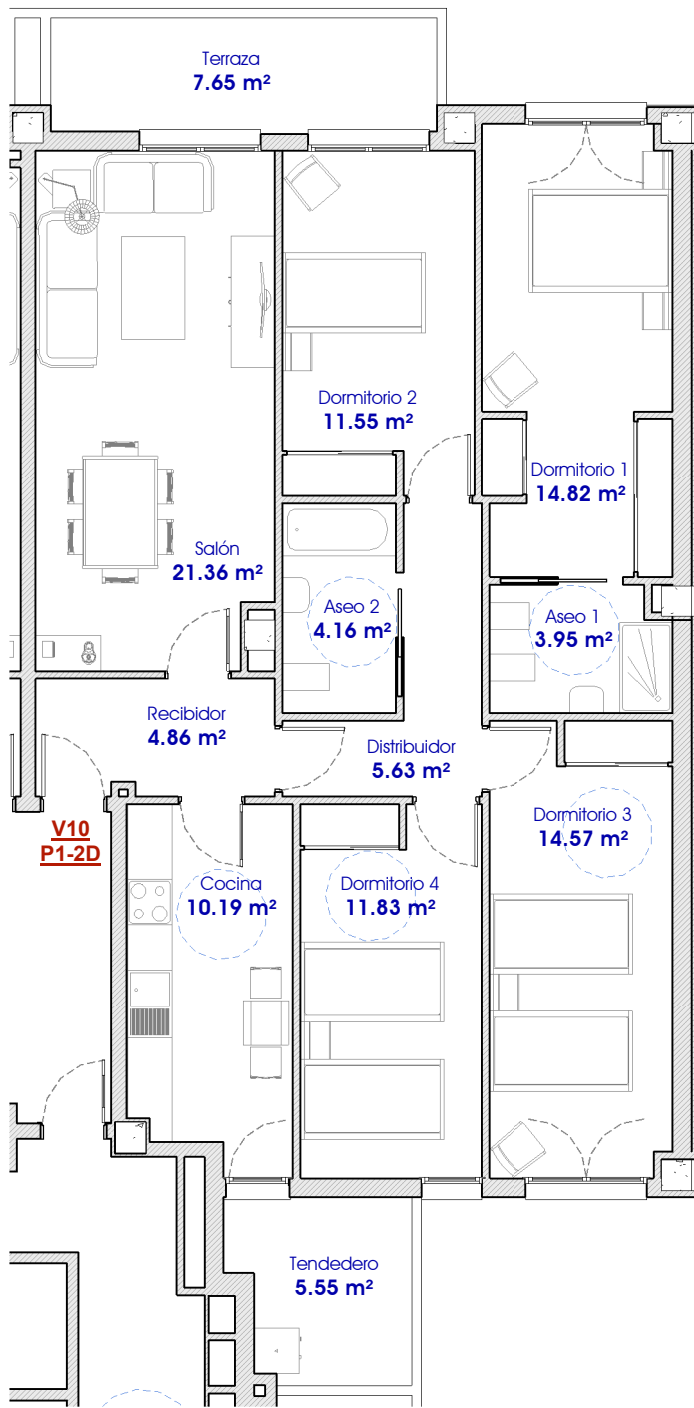 Terraza
7.65 m²
Dormitorio 2
11.55 m²
Dormitorio 1
14.82 m²
Salón
21.36 m²
Aseo 2
4.16 m²
Aseo 1
3.95 m²
Recibidor
4.86 m²
Distribuidor
5.63 m²
V10
P1-2D
Dormitorio 3
14.57 m²
Cocina
10.19 m²
Dormitorio 4
11.83 m²
Tendedero
5.55 m²